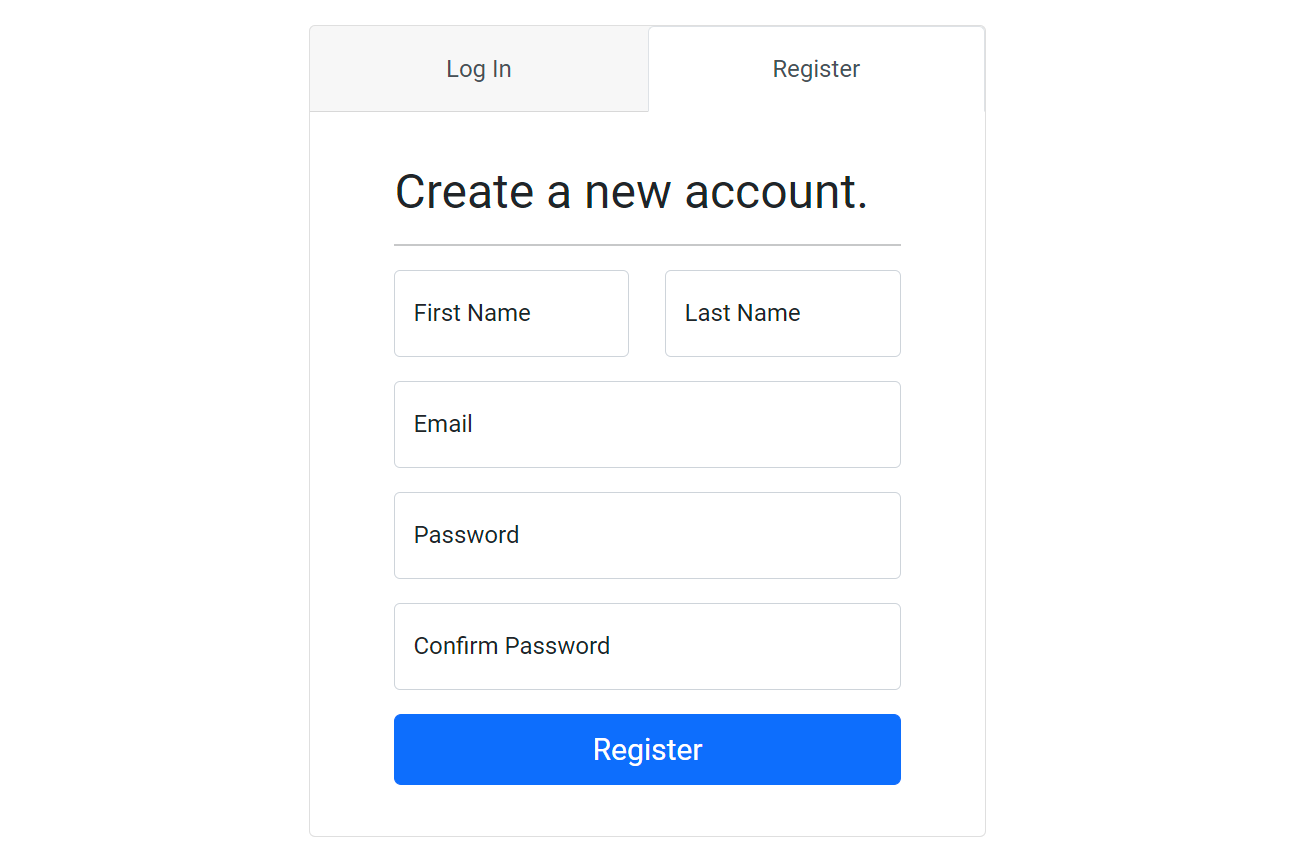 Log In Register
Create a new account.
First Name Last Name
Email
Password
Confirm Password
Register